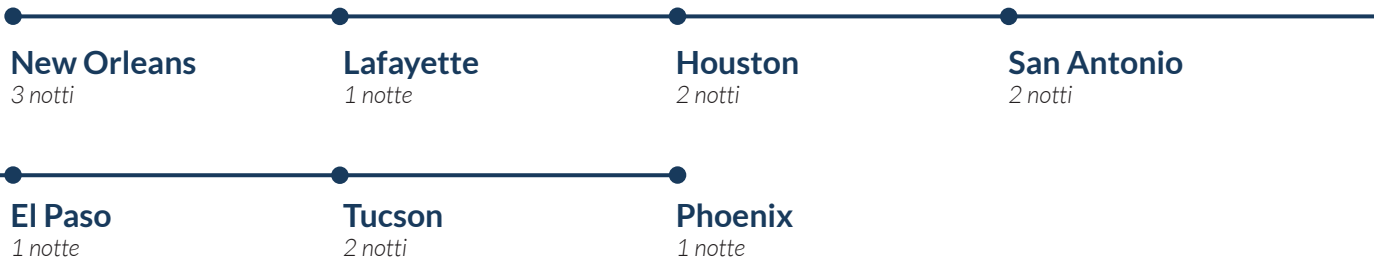 New Orleans
3 notti
Lafayette
1 notte
Houston
2 notti
San Antonio
2 notti
El Paso
1 notte
Tucson
2 notti
Phoenix
1 notte